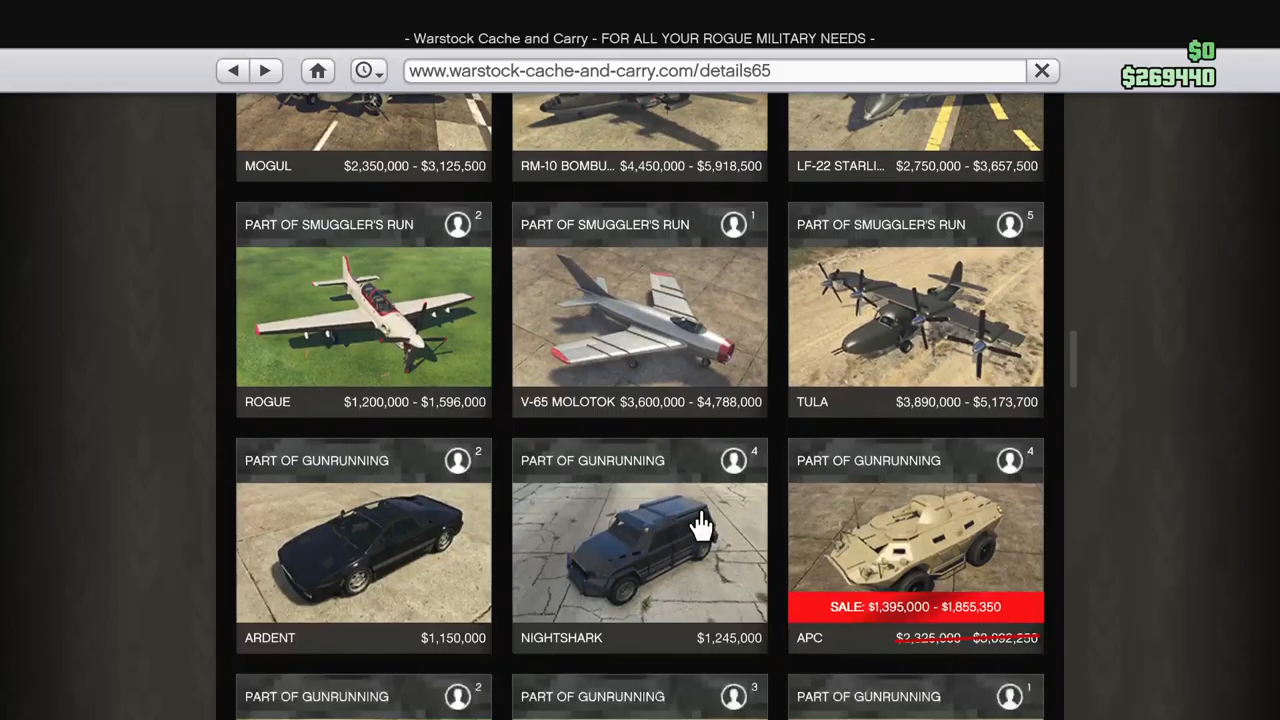 - Warstock Cache and Carry - FOR ALL YOUR ROGUE MILITARY NEEDS -
$0
www.warstock-cache-and-carry.com/details65
$269440
MOGUL $2,350,000 - $3,125,500
RM-10 BOMBU... $4,450,000 - $5,918,500
LF-22 STARLI... $2,750,000 - $3,657,500
PART OF SMUGGLER'S RUN 2
PART OF SMUGGLER'S RUN 1
PART OF SMUGGLER'S RUN 5
ROGUE $1,200,000 - $1,596,000
V-65 MOLOTOK $3,600,000 - $4,788,000
TULA $3,890,000 - $5,173,700
PART OF GUNRUNNING 2
PART OF GUNRUNNING 4
PART OF GUNRUNNING 4
SALE: $1,395,000 - $1,855,350
ARDENT $1,150,000
NIGHTSHARK $1,245,000
APC $2,325,000 - $3,092,250
PART OF GUNRUNNING 2
PART OF GUNRUNNING 3
PART OF GUNRUNNING 1